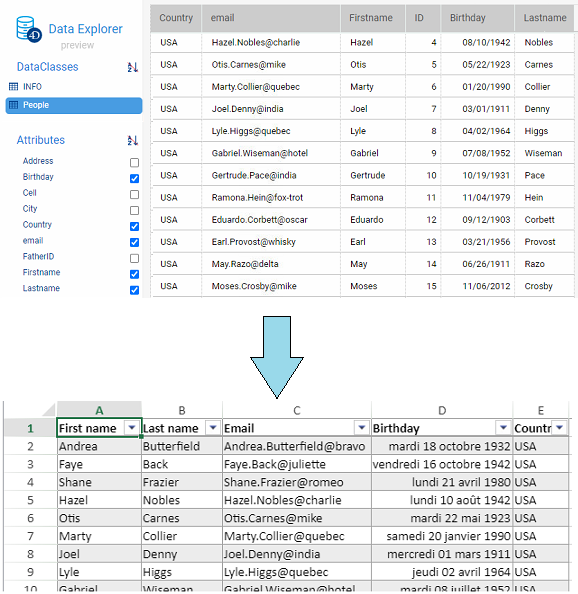 4D Data Explorer
preview
DataClasses
INFO
People
Attributes
Address
Birthday
Cell
City
Country
email
FatherID
Firstname
Lastname
Country email Firstname ID Birthday Lastname
USA Hazel.Nobles@charlie Hazel 4 08/10/1942 Nobles
USA Otis.Carnes@mike Otis 5 05/22/1923 Carnes
USA Marty.Collier@quebec Marty 6 01/20/1990 Collier
USA Joel.Denny@india Joel 7 03/01/1911 Denny
USA Lyle.Higgs@quebec Lyle 8 04/02/1964 Higgs
USA Gabriel.Wiseman@hotel Gabriel 9 07/08/1952 Wiseman
USA Gertrude.Pace@india Gertrude 10 10/19/1931 Pace
USA Ramona.Hein@fox-trot Ramona 11 11/04/1979 Hein
USA Eduardo.Corbett@oscar Eduardo 12 09/12/1903 Corbett
USA Earl.Provost@whisky Earl 13 03/21/1956 Provost
USA May.Razo@delta May 14 06/26/1911 Razo
USA Moses.Crosby@mike Moses 15 11/06/2012 Crosby
A B C D E
1 First name Last name Email Birthday Countr
2 Andrea Butterfield Andrea.Butterfield@bravo mardi 18 octobre 1932 USA
3 Faye Back Faye.Back@juliette vendredi 16 octobre 1942 USA
4 Shane Frazier Shane.Frazier@romeo lundi 21 avril 1980 USA
5 Hazel Nobles Hazel.Nobles@charlie lundi 10 août 1942 USA
6 Otis Carnes Otis.Carnes@mike mardi 22 mai 1923 USA
7 Marty Collier Marty.Collier@quebec samedi 20 janvier 1990 USA
8 Joel Denny Joel.Denny@india mercredi 01 mars 1911 USA
9 Lyle Higgs Lyle.Higgs@quebec jeudi 02 avril 1964 USA
10 Gabriel Wiseman Gabriel.Wiseman@hotel mardi 08 juillet 1952 USA